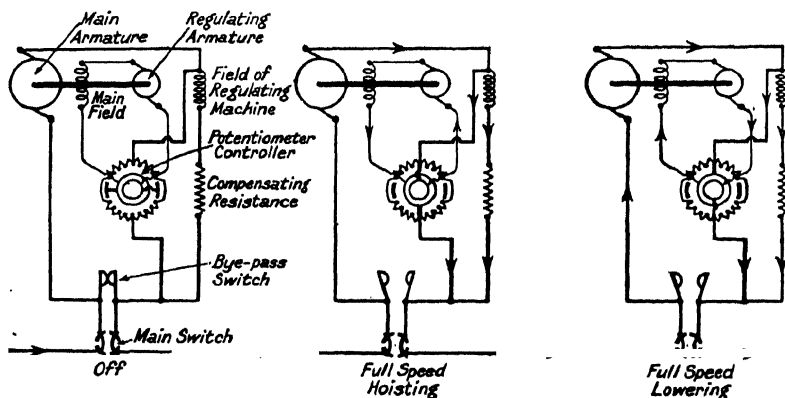 Main
Armature
Regulating
Armature
Main
Field
Field of
Regulating
Machine
Potentiometer
Controller
Compensating
Resistance
Bye-pass
Switch
Main Switch
Off
Full Speed
Hoisting
Full Speed
Lowering